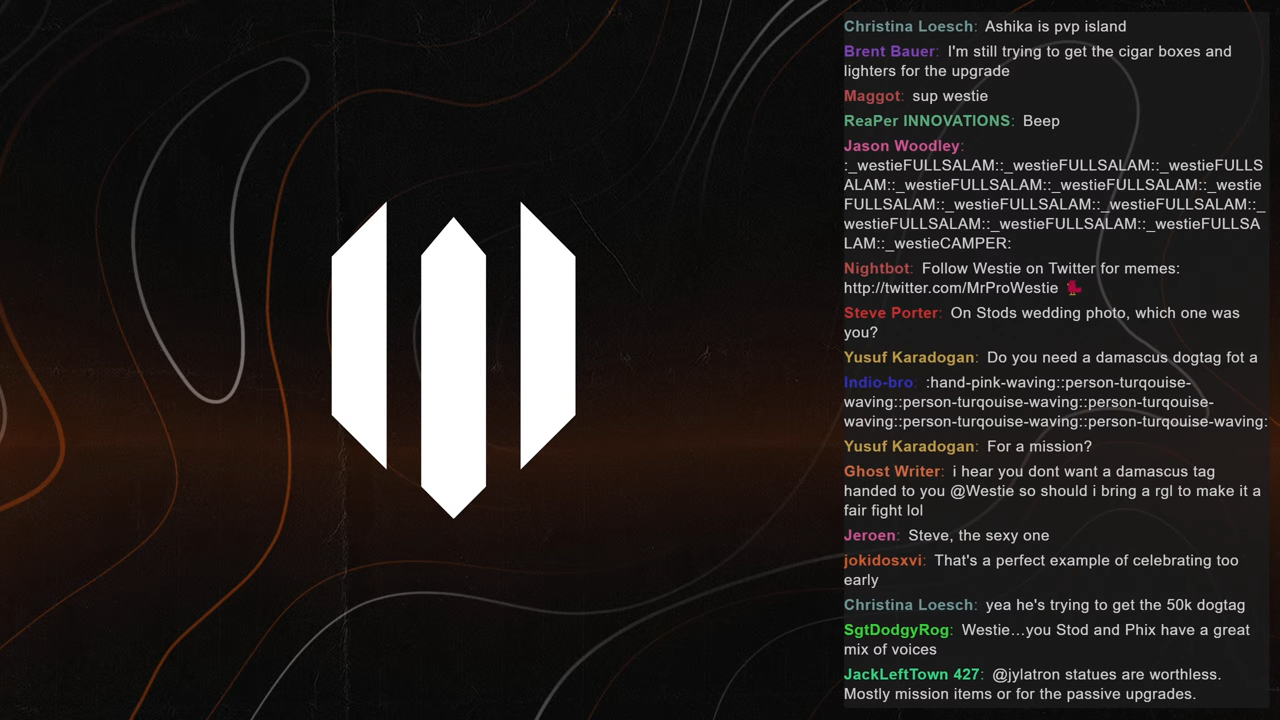 Christina Loesch: Ashika is pvp island
Brent Bauer: I'm still trying to get the cigar boxes and
lighters for the upgrade
Maggot: sup westie
ReaPer INNOVATIONS: Beep
Jason Woodley:
:_westieFULLSALAM::_westieFULLSALAM::_westieFULLS
ALAM::_westieFULLSALAM::_westieFULLSALAM::_westie
FULLSALAM::_westieFULLSALAM::_westieFULLSALAM::_
westieFULLSALAM::_westieFULLSALAM::_westieFULLSA
LAM::_westieCAMPER:
Nightbot: Follow Westie on Twitter for memes:
http://twitter.com/MrProWestie
Steve Porter: On Stods wedding photo, which one was
you?
Yusuf Karadogan: Do you need a damascus dogtag fot a
Indio-bro: :hand-pink-waving::person-turqouise-
waving::person-turqouise-waving::person-turqouise-
waving::person-turqouise-waving::person-turqouise-waving:
Yusuf Karadogan: For a mission?
Ghost Writer: i hear you dont want a damascus tag
handed to you @Westie so should i bring a rgl to make it a
fair fight lol
Jeroen: Steve, the sexy one
jokidosxvi: That's a perfect example of celebrating too
early
Christina Loesch: yea he's trying to get the 50k dogtag
SgtDodgyRog: Westie…you Stod and Phix have a great
mix of voices
JackLeftTown 427: @jylatron statues are worthless.
Mostly mission items or for the passive upgrades.